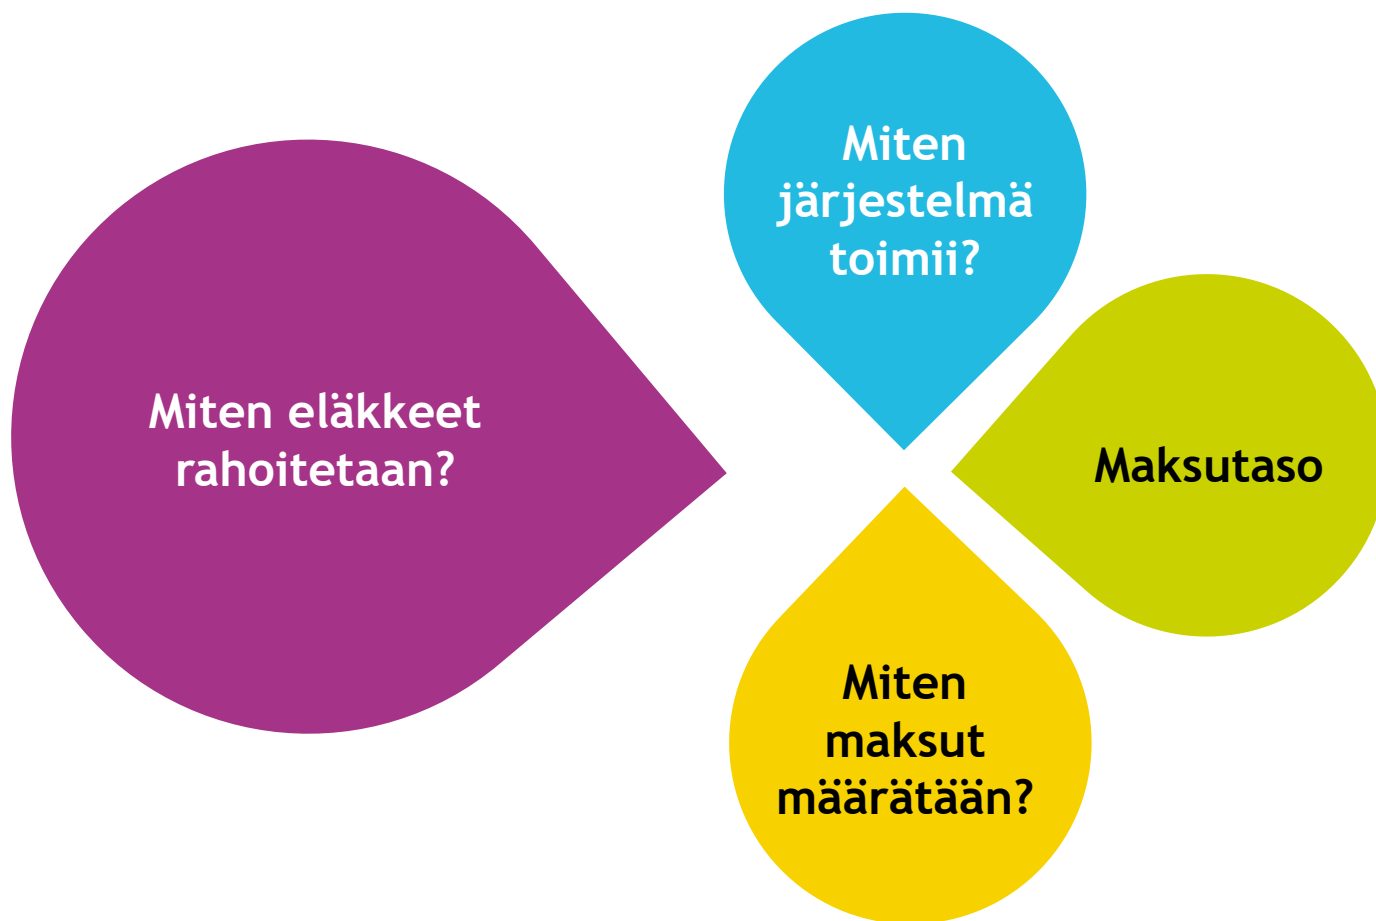 Miten eläkkeet
rahoitetaan?
Miten
järjestelmä
toimii?
Maksutaso
Miten
maksut
määrätään?